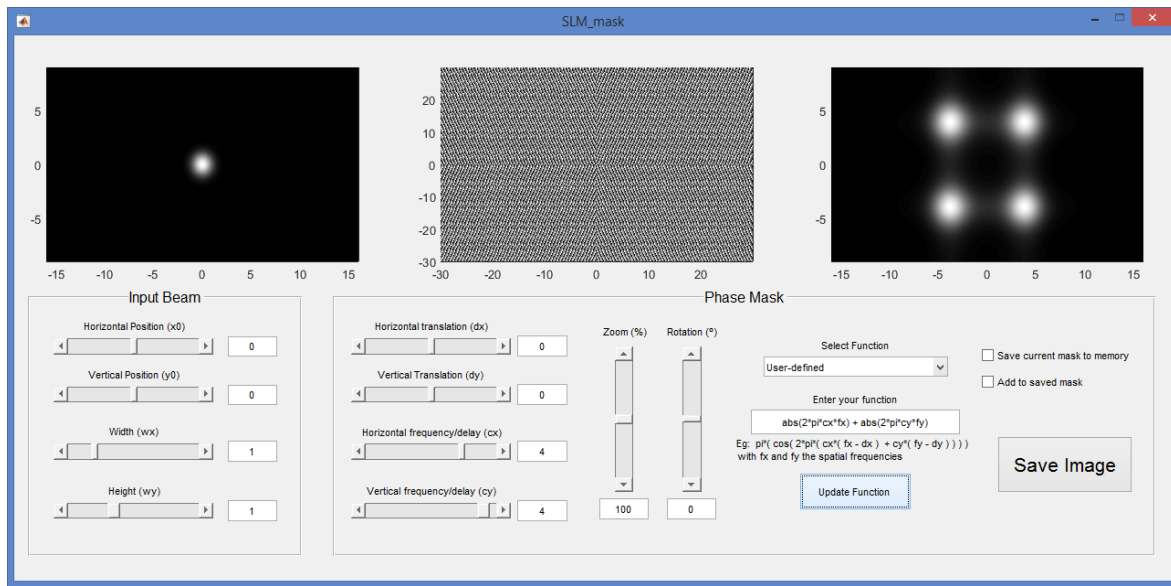 SLM_mask
5
0
-5
-15 -10 -5 0 5 10 15
20
10
0
-10
-20
-30
-30 -20 -10 0 10 20
5
0
-5
-15 -10 -5 0 5 10 15
Input Beam
Horizontal Position (x0)
0
Vertical Position (y0)
0
Width (wx)
1
Height (wy)
1
Phase Mask
Horizontal translation (dx)
0
Vertical Translation (dy)
0
Horizontal frequency/delay (cx)
4
Vertical frequency/delay (cy)
4
Zoom (%)
100
Rotation (º)
0
Select Function
User-defined
Enter your function
abs(2*pi*cx*fx) + abs(2*pi*cy*fy)
Eg: pi*( cos( 2*pi*( cx*( fx - dx ) + cy*( fy - dy ) ) ) )
with fx and fy the spatial frequencies
Update Function
Save current mask to memory
Add to saved mask
Save Image